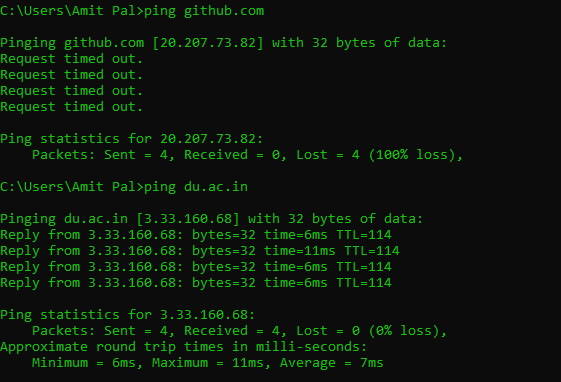 C:\Users\Amit Pal>ping github.com
Pinging github.com [20.207.73.82] with 32 bytes of data:
Request timed out.
Request timed out.
Request timed out.
Request timed out.
Ping statistics for 20.207.73.82:
    Packets: Sent = 4, Received = 0, Lost = 4 (100% loss),
C:\Users\Amit Pal>ping du.ac.in
Pinging du.ac.in [3.33.160.68] with 32 bytes of data:
Reply from 3.33.160.68: bytes=32 time=6ms TTL=114
Reply from 3.33.160.68: bytes=32 time=11ms TTL=114
Reply from 3.33.160.68: bytes=32 time=6ms TTL=114
Reply from 3.33.160.68: bytes=32 time=6ms TTL=114
Ping statistics for 3.33.160.68:
    Packets: Sent = 4, Received = 4, Lost = 0 (0% loss),
Approximate round trip times in milli-seconds:
    Minimum = 6ms, Maximum = 11ms, Average = 7ms